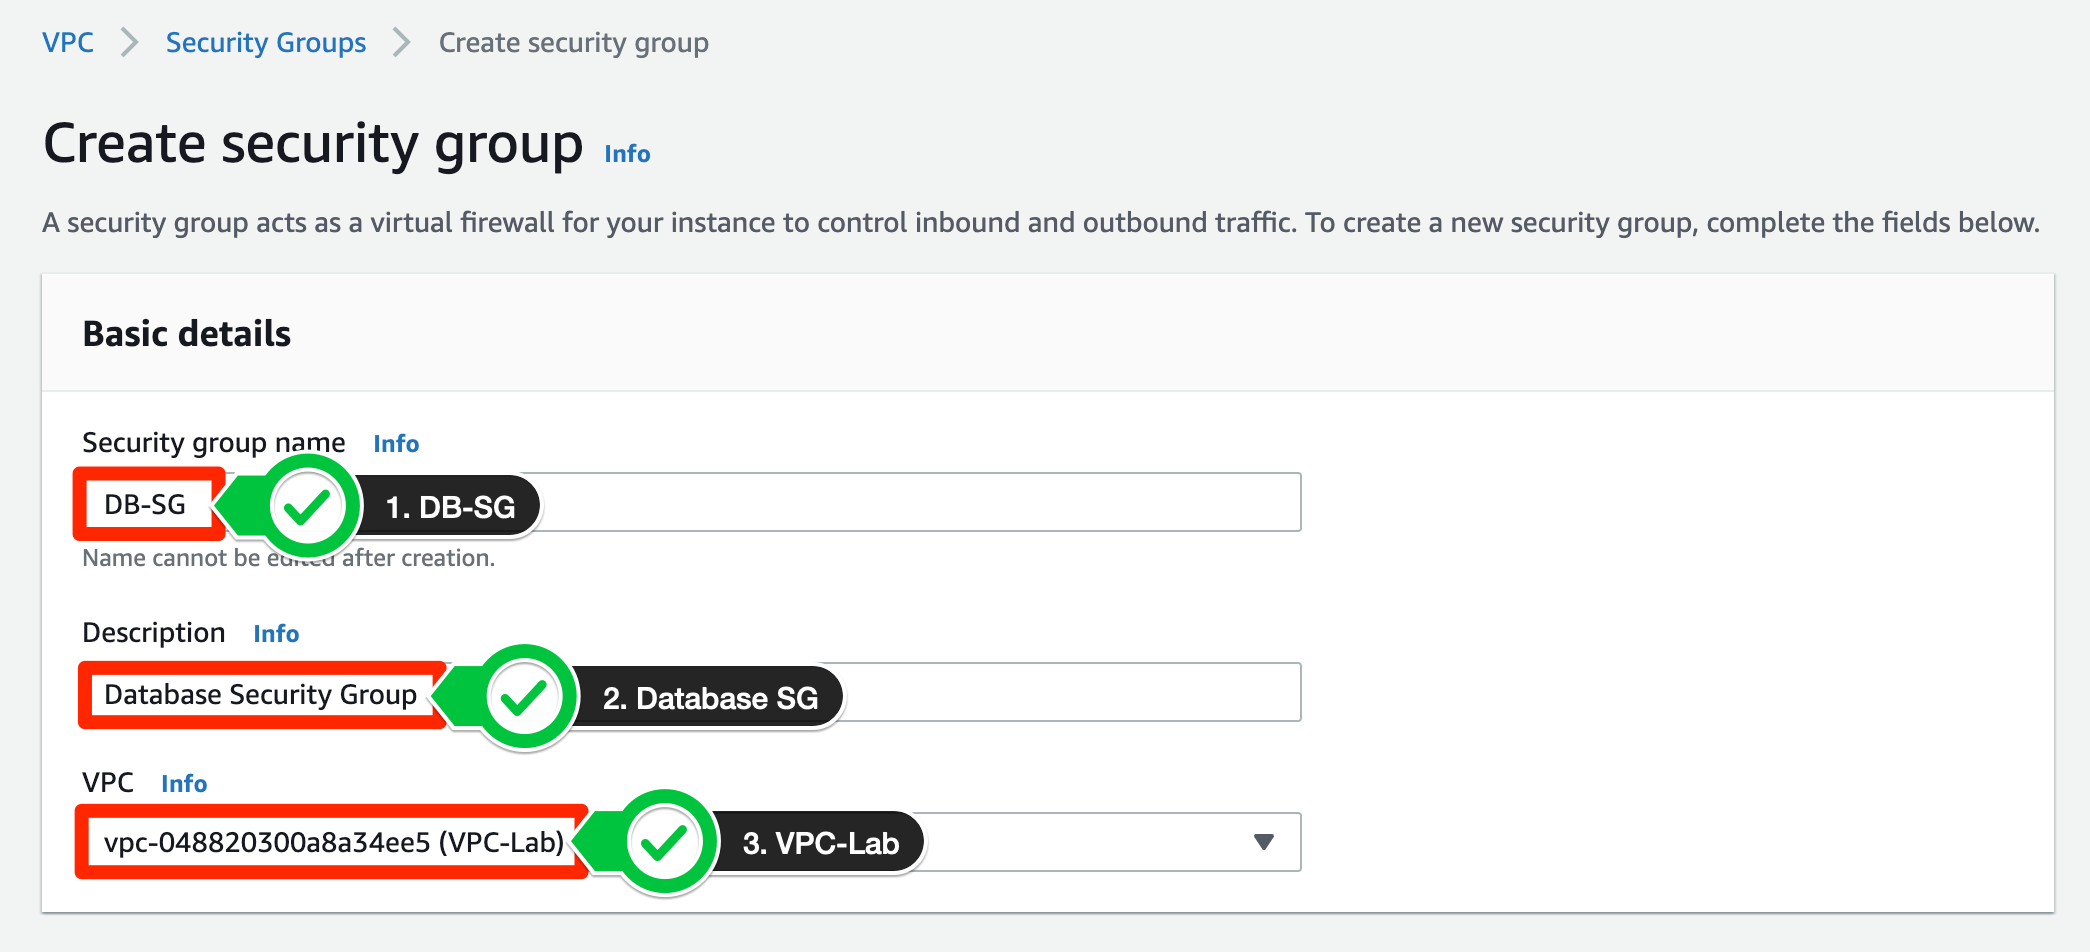 VPC > Security Groups > Create security group
Create security group Info
A security group acts as a virtual firewall for your instance to control inbound and outbound traffic. To create a new security group, complete the fields below.
Basic details
Security group name Info
DB-SG 1. DB-SG
Name cannot be edited after creation.
Description Info
Database Security Group 2. Database SG
VPC Info
vpc-048820300a8a34ee5 (VPC-Lab) 3. VPC-Lab